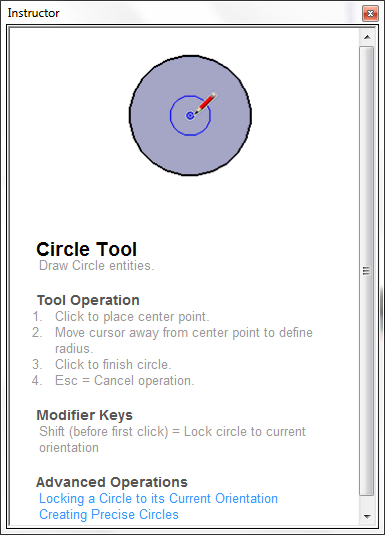 Instructor
Circle Tool
Draw Circle entities.
Tool Operation
1. Click to place center point.
2. Move cursor away from center point to define
radius.
3. Click to finish circle.
4. Esc = Cancel operation.
Modifier Keys
Shift (before first click) = Lock circle to current
orientation
Advanced Operations
Locking a Circle to its Current Orientation
Creating Precise Circles